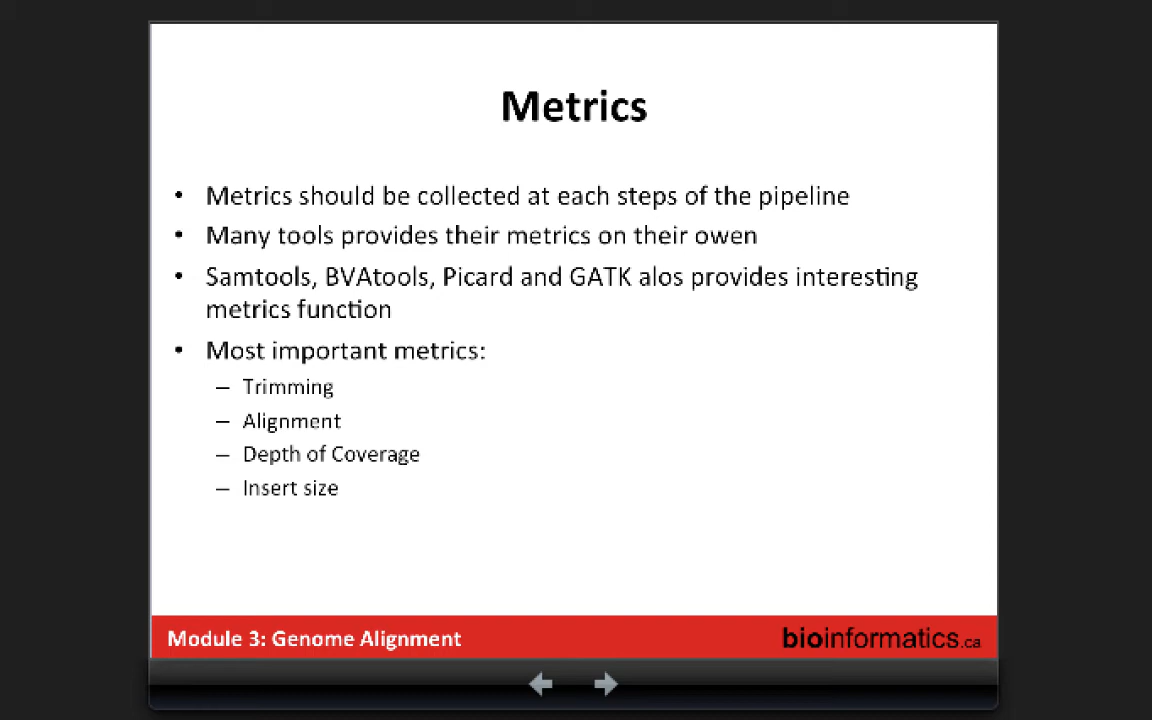 Metrics
• Metrics should be collected at each steps of the pipeline
• Many tools provides their metrics on their owen
• Samtools, BVAtools, Picard and GATK alos provides interesting
metrics function
• Most important metrics:
– Trimming
– Alignment
– Depth of Coverage
– Insert size
Module 3: Genome Alignment
bioinformatics.ca